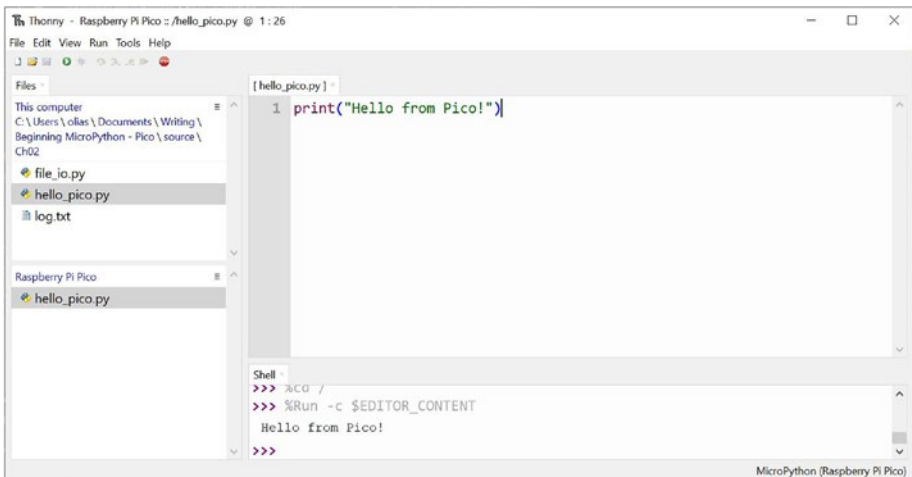 Thonny - Raspberry Pi Pico :: /hello_pico.py @ 1:26
File Edit View Run Tools Help
Files
This computer
C:\Users\olias\Documents\Writing\
Beginning MicroPython - Pico\source\
Ch02
file_io.py
hello_pico.py
log.txt
Raspberry Pi Pico
hello_pico.py
[hello_pico.py]
1 print("Hello from Pico!")
Shell
>>> %cd /
>>> %Run -c $EDITOR_CONTENT
Hello from Pico!
>>>
MicroPython (Raspberry Pi Pico)